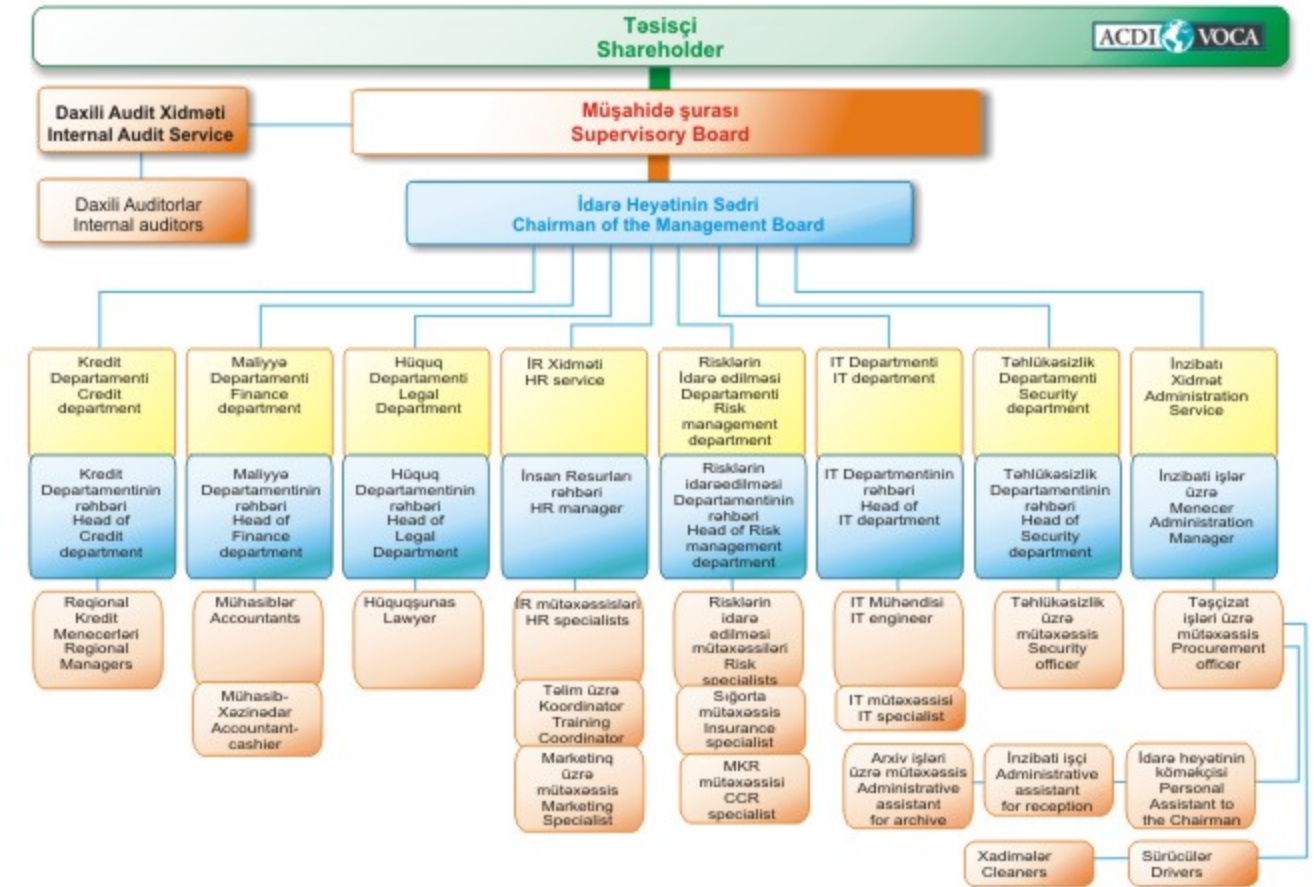 Təsisçi
Shareholder
ACDI VOCA
Daxili Audit Xidməti
Internal Audit Service
Müşahidə şurası
Supervisory Board
Daxili Auditorlar
Internal auditors
İdarə Heyətinin Sədri
Chairman of the Management Board
Kredit
Departamenti
Credit
department
Maliyyə
Departamenti
Finance
department
Hüquq
Departamenti
Legal
Department
İR Xidməti
HR service
Risklərin
İdarə edilməsi
Departamenti
Risk
management
department
IT Departmenti
IT department
Təhlükəsizlik
Departamenti
Security
department
İnzibatı
Xidmət
Administration
Service
Kredit
Departamentinin
rəhbəri
Head of
Credit
department
Maliyyə
Departamentinin
rəhbəri
Head of
Finance
department
Hüquq
Departamentinin
rəhbəri
Head of
Legal
Department
İnsan Resurları
rəhbəri
HR manager
Risklərin
idarəedilməsi
Departamentinin
rəhbəri
Head of Risk
management
department
IT Departmentinin
rəhbəri
Head of
IT department
Təhlükəsizlik
Departamentinin
rəhbəri
Head of
Security
department
İnzibati işlər
üzrə
Menecer
Administration
Manager
Reqional
Kredit
Menecerləri
Regional
Managers
Mühasiblər
Accountants
Hüquqşunas
Lawyer
İR mütəxəssisləri
HR specialists
Risklərin
idarə
edilməsi
mütəxəssiləri
Risk
specialists
IT Mühəndisi
IT engineer
Təhlükəsizlik
üzrə
mütəxəssis
Security
officer
Təşçizat
işləri üzrə
mütəxəssis
Procurement
officer
Mühasib-
Xəzinədar
Accountant-
cashier
Təlim üzrə
Koordinator
Training
Coordinator
Sığorta
mütəxəssis
Insurance
specialist
IT mütəxəssisi
IT specialist
Marketinq
üzrə
mütəxəssis
Marketing
Specialist
MKR
mütəxəssisi
CCR
specialist
Arxiv işləri
üzrə mütəxəssis
Administrative
assistant
for archive
İnzibati işçi
Administrative
assistant
for reception
İdarə heyətinin
köməkçisi
Personal
Assistant to
the Chairman
Xadimələr
Cleaners
Sürücülər
Drivers